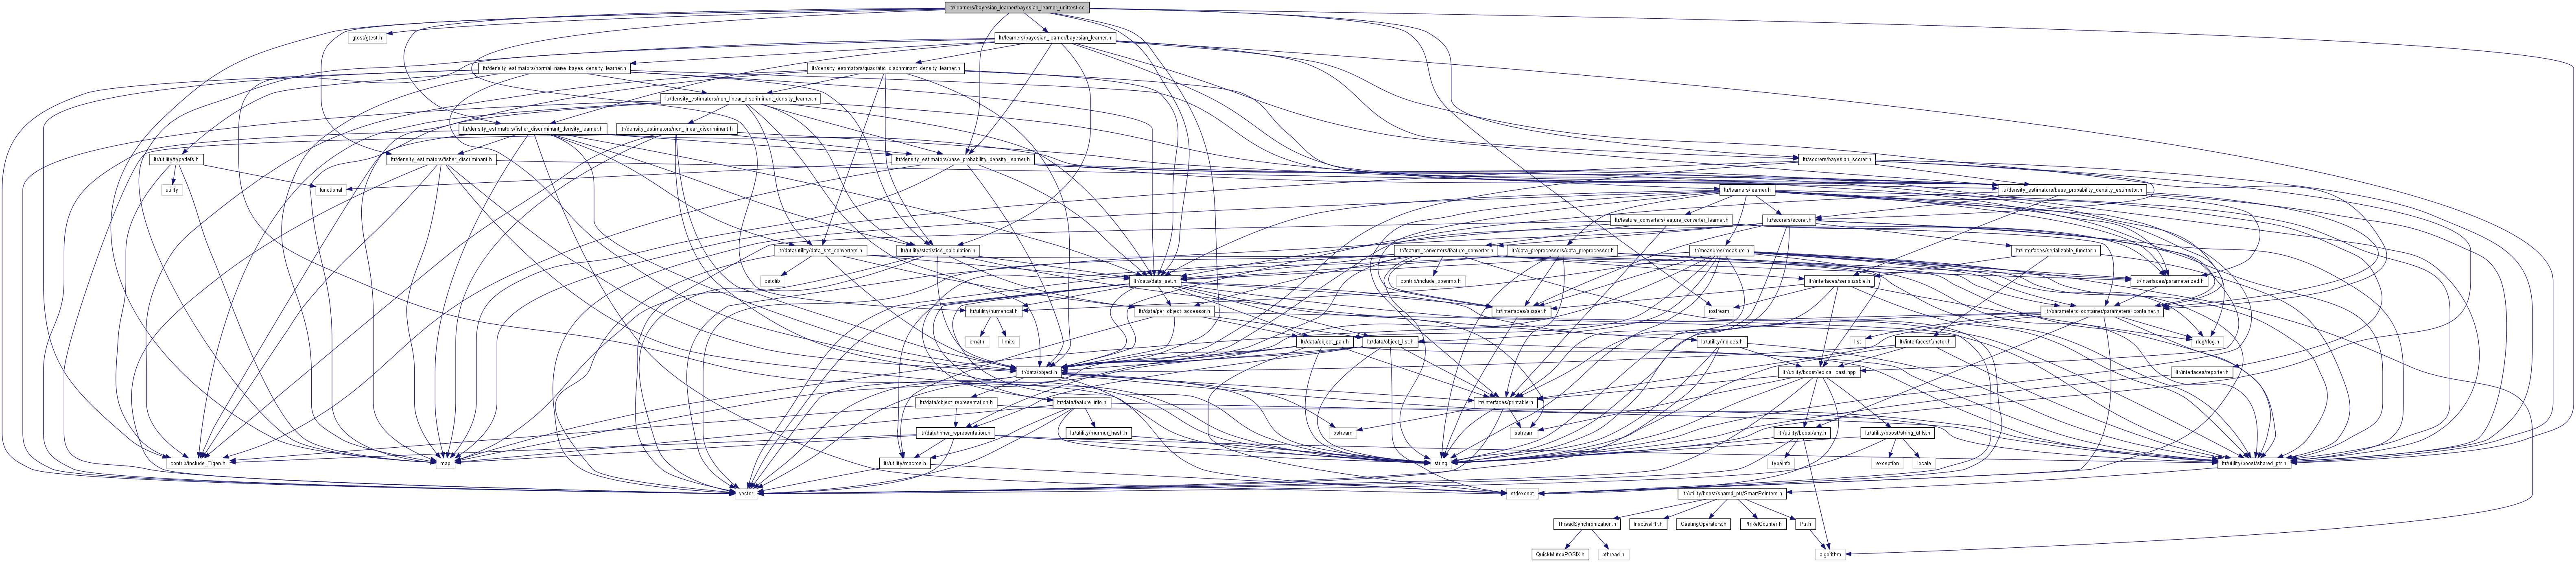 ltr/learners/bayesian_learner/bayesian_learner_unittest.cc
gtest/gtest.h
ltr/learners/bayesian_learner/bayesian_learner.h
ltr/density_estimators/normal_naive_bayes_density_learner.h
ltr/density_estimators/quadratic_discriminant_density_learner.h
ltr/density_estimators/non_linear_discriminant_density_learner.h
ltr/density_estimators/fisher_discriminant_density_learner.h
ltr/density_estimators/non_linear_discriminant.h
ltr/utility/typedefs.h
ltr/density_estimators/fisher_discriminant.h
ltr/density_estimators/base_probability_density_learner.h
ltr/scorers/bayesian_scorer.h
utility
functional
ltr/learners/learner.h
ltr/density_estimators/base_probability_density_estimator.h
ltr/feature_converters/feature_converter_learner.h
ltr/scorers/scorer.h
ltr/data/utility/data_set_converters.h
ltr/utility/statistics_calculation.h
ltr/feature_converters/feature_converter.h
ltr/data_preprocessors/data_preprocessor.h
ltr/measures/measure.h
ltr/interfaces/serializable_functor.h
cstdlib
ltr/data/data_set.h
contrib/include_openmp.h
ltr/interfaces/serializable.h
ltr/interfaces/parameterized.h
ltr/utility/numerical.h
ltr/data/per_object_accessor.h
ltr/interfaces/aliaser.h
iostream
ltr/parameters_container/parameters_container.h
cmath
limits
ltr/data/object_pair.h
ltr/data/object_list.h
ltr/utility/indices.h
list
ltr/interfaces/functor.h
rlog/rlog.h
ltr/data/object.h
ltr/utility/boost/lexical_cast.hpp
ltr/interfaces/reporter.h
ltr/data/object_representation.h
ltr/data/feature_info.h
ltr/interfaces/printable.h
ltr/data/inner_representation.h
ltr/utility/murmur_hash.h
ostream
sstream
ltr/utility/boost/any.h
ltr/utility/boost/string_utils.h
contrib/include_Eigen.h
map
ltr/utility/macros.h
string
typeinfo
exception
locale
ltr/utility/boost/shared_ptr.h
vector
stdexcept
ltr/utility/boost/shared_ptr/SmartPointers.h
ThreadSynchronization.h
InactivePtr.h
CastingOperators.h
PtrRefCounter.h
Ptr.h
QuickMutexPOSIX.h
pthread.h
algorithm